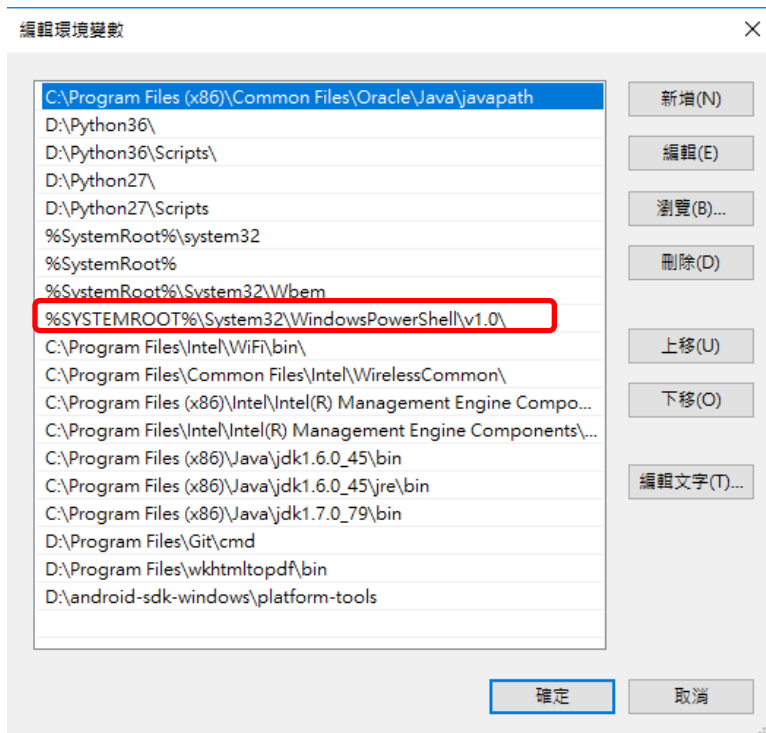 編輯環境變數
C:\Program Files (x86)\Common Files\Oracle\Java\javapath
D:\Python36\
D:\Python36\Scripts\
D:\Python27\
D:\Python27\Scripts
%SystemRoot%\system32
%SystemRoot%
%SystemRoot%\System32\Wbem
%SYSTEMROOT%\System32\WindowsPowerShell\v1.0\
C:\Program Files\Intel\WiFi\bin\
C:\Program Files\Common Files\Intel\WirelessCommon\
C:\Program Files (x86)\Intel\Intel(R) Management Engine Compo...
C:\Program Files\Intel\Intel(R) Management Engine Components\...
C:\Program Files (x86)\Java\jdk1.6.0_45\bin
C:\Program Files (x86)\Java\jdk1.6.0_45\jre\bin
C:\Program Files (x86)\Java\jdk1.7.0_79\bin
D:\Program Files\Git\cmd
D:\Program Files\wkhtmltopdf\bin
D:\android-sdk-windows\platform-tools
新增(N)
編輯(E)
瀏覽(B)...
刪除(D)
上移(U)
下移(O)
編輯文字(T)...
確定
取消